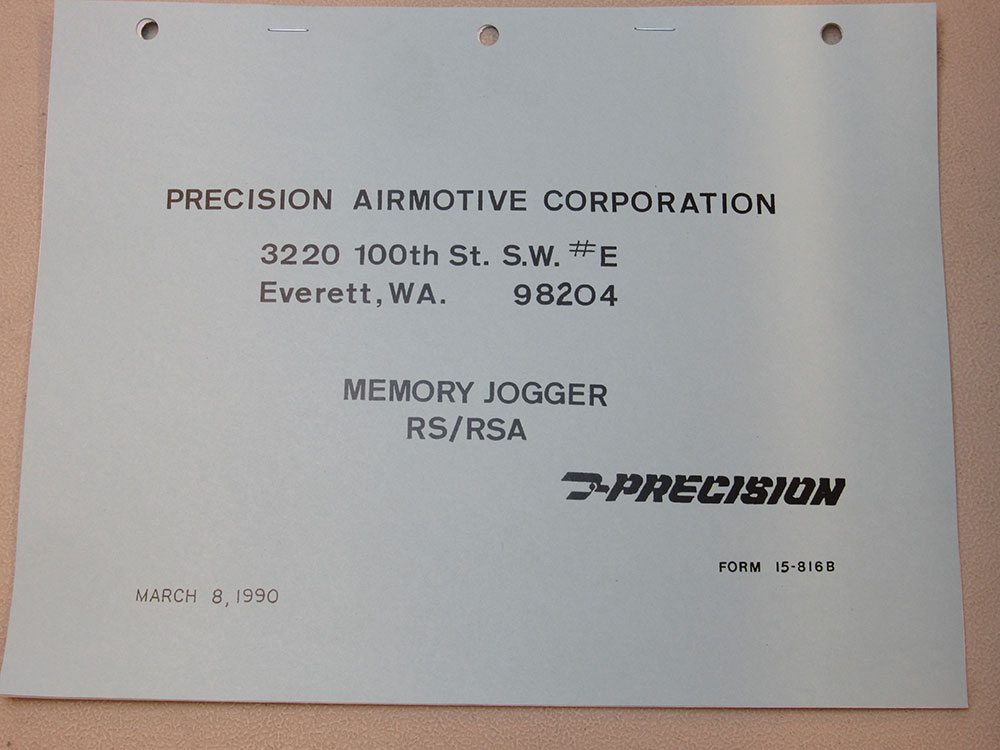 PRECISION AIRMOTIVE CORPORATION
3220 100th St. S.W. #E
Everett, WA. 98204
MEMORY JOGGER
RS/RSA
PRECISION
FORM 15-816B
MARCH 8, 1990